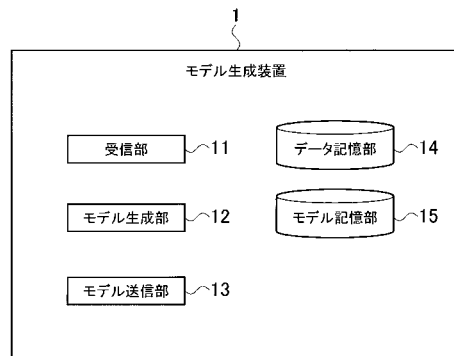 1
モデル生成装置
受信部 11
データ記憶部 14
モデル生成部 12
モデル記憶部 15
モデル送信部 13